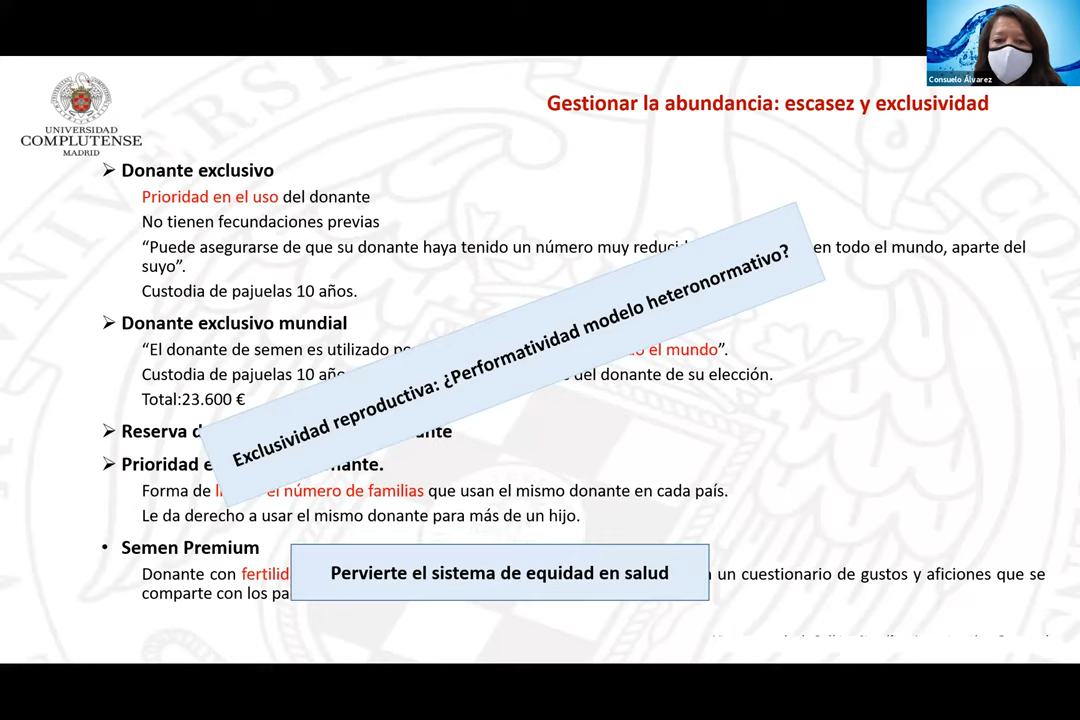 Consuelo Álvarez
UNIVERSIDAD
COMPLUTENSE
MADRID
Gestionar la abundancia: escasez y exclusividad
Donante exclusivo
Prioridad en el uso del donante
No tienen fecundaciones previas
“Puede asegurarse de que su donante haya tenido un número muy en todo el mundo, aparte del
suyo”.
Custodia de pajuelas 10 años.
Donante exclusivo mundial
“El donante de semen es utilizado el mundo”.
Custodia de pajuelas 10 del donante de su elección.
Total:23.600 €
Reserva
Prioridad
Forma de el número de familias que usan el mismo donante en cada país.
Le da derecho a usar el mismo donante para más de un hijo.
Semen Premium
Donante con un cuestionario de gustos y aficiones que se
comparte con los
Exclusividad reproductiva: ¿Performatividad modelo heteronormativo?
Pervierte el sistema de equidad en salud